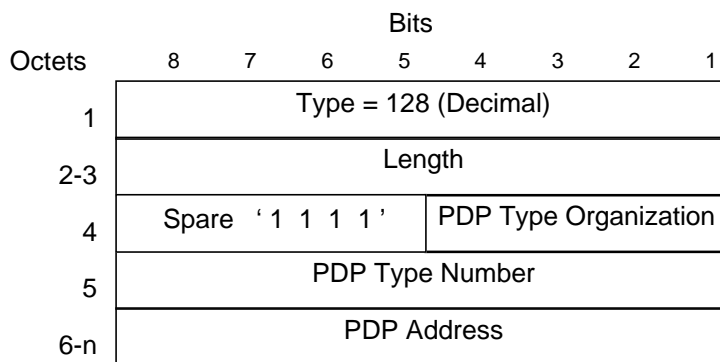 Bits
Octets 8 7 6 5 4 3 2 1
1 Type = 128 (Decimal)
2-3 Length
4 Spare ‘ 1 1 1 1 ’ PDP Type Organization
5 PDP Type Number
6-n PDP Address